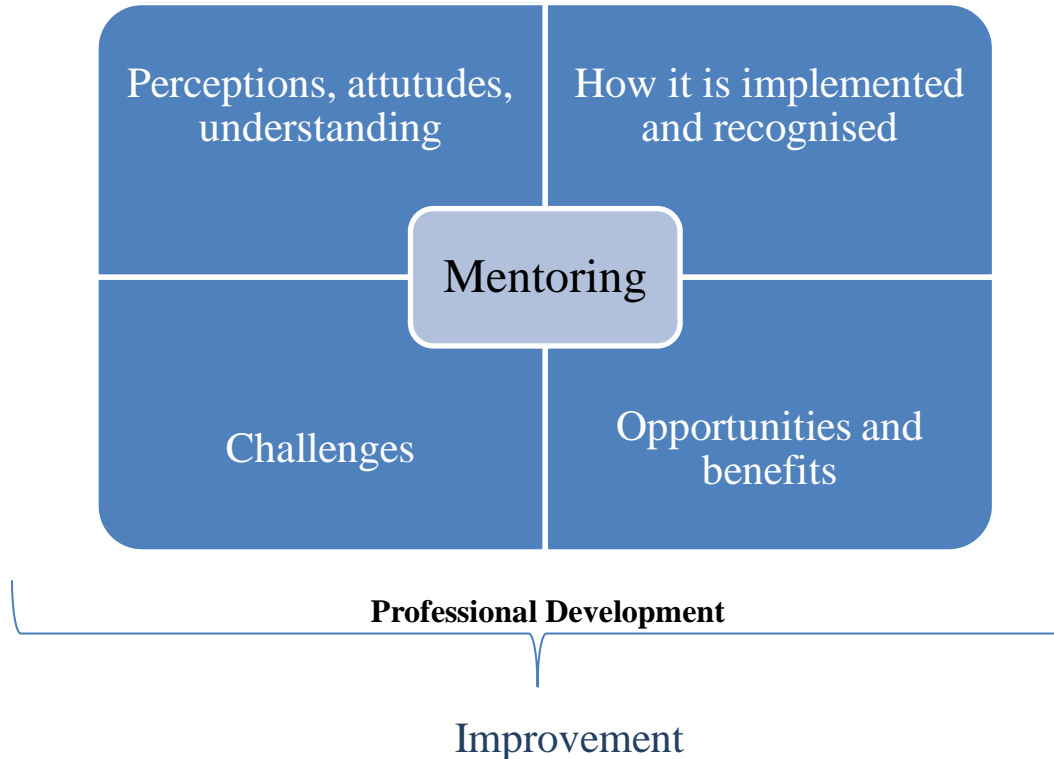 Perceptions, attutudes,
understanding
How it is implemented
and recognised
Mentoring
Challenges
Opportunities and
benefits
Professional Development
Improvement